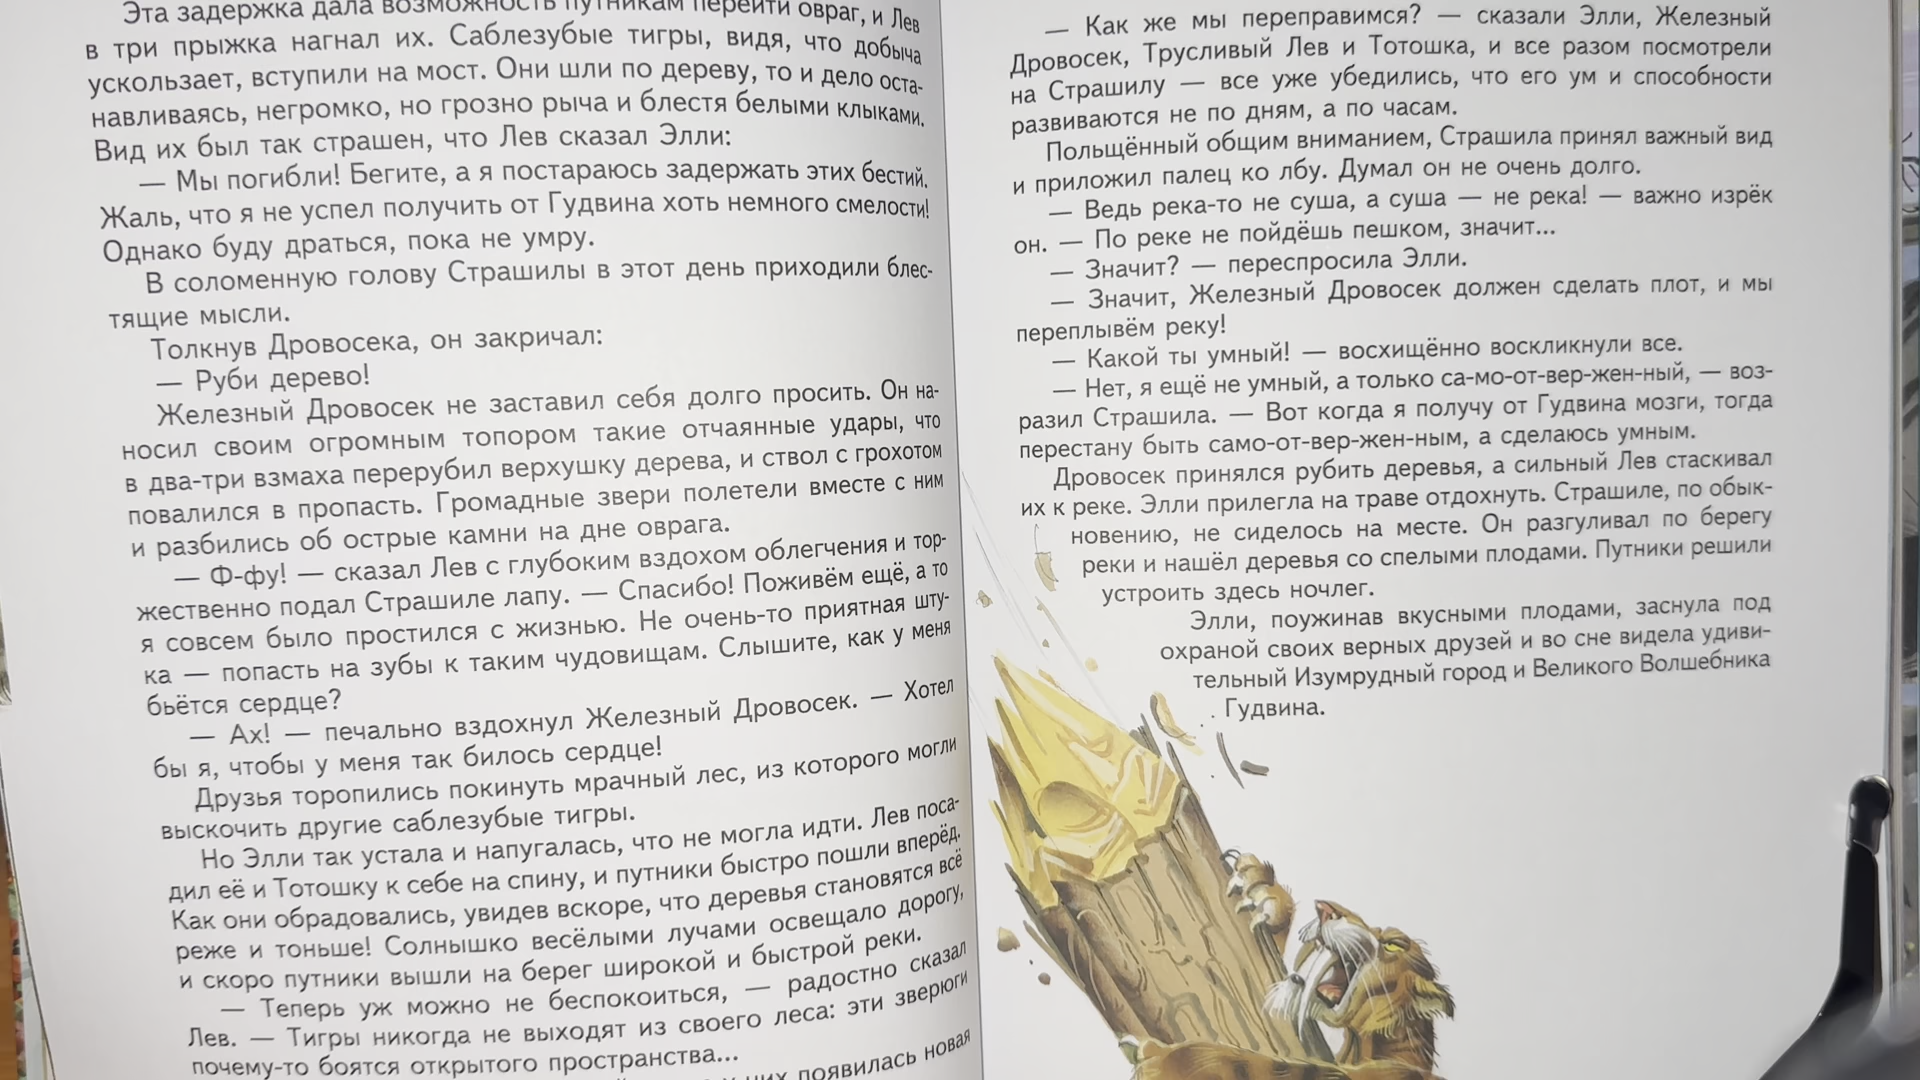 Эта задержка дала возможность путникам перейти овраг, и Лев
в три прыжка нагнал их. Саблезубые тигры, видя, что добыча
ускользает, вступили на мост. Они шли по дереву, то и дело оста-
навливаясь, негромко, но грозно рыча и блестя белыми клыками.
Вид их был так страшен, что Лев сказал Элли:
— Мы погибли! Бегите, а я постараюсь задержать этих бестий.
Жаль, что я не успел получить от Гудвина хоть немного смелости!
Однако буду драться, пока не умру.
В соломенную голову Страшилы в этот день приходили блес-
тящие мысли.
Толкнув Дровосека, он закричал:
— Руби дерево!
Железный Дровосек не заставил себя долго просить. Он на-
носил своим огромным топором такие отчаянные удары, что
в два-три взмаха перерубил верхушку дерева, и ствол с грохотом
повалился в пропасть. Громадные звери полетели вместе с ним
и разбились об острые камни на дне оврага.
— Ф-фу! — сказал Лев с глубоким вздохом облегчения и тор-
жественно подал Страшиле лапу. — Спасибо! Поживём ещё, а то
я совсем было простился с жизнью. Не очень-то приятная шту-
ка — попасть на зубы к таким чудовищам. Слышите, как у меня
бьётся сердце?
— Ах! — печально вздохнул Железный Дровосек. — Хотел
бы я, чтобы у меня так билось сердце!
Друзья торопились покинуть мрачный лес, из которого могли
выскочить другие саблезубые тигры.
Но Элли так устала и напугалась, что не могла идти. Лев поса-
дил её и Тотошку к себе на спину, и путники быстро пошли вперёд.
Как они обрадовались, увидев вскоре, что деревья становятся всё
реже и тоньше! Солнышко весёлыми лучами освещало дорогу,
и скоро путники вышли на берег широкой и быстрой реки.
— Теперь уж можно не беспокоиться, — радостно сказал
Лев. — Тигры никогда не выходят из своего леса: эти зверюги
почему-то боятся открытого пространства...
них появилась новая
— Как же мы переправимся? — сказали Элли, Железный
Дровосек, Трусливый Лев и Тотошка, и все разом посмотрели
на Страшилу — все уже убедились, что его ум и способности
развиваются не по дням, а по часам.
Польщённый общим вниманием, Страшила принял важный вид
и приложил палец ко лбу. Думал он не очень долго.
— Ведь река-то не суша, а суша — не река! — важно изрёк
он. — По реке не пойдёшь пешком, значит...
— Значит? — переспросила Элли.
— Значит, Железный Дровосек должен сделать плот, и мы
переплывём реку!
— Какой ты умный! — восхищённо воскликнули все.
— Нет, я ещё не умный, а только са-мо-от-вер-жен-ный, — воз-
разил Страшила. — Вот когда я получу от Гудвина мозги, тогда
перестану быть само-от-вер-жен-ным, а сделаюсь умным.
Дровосек принялся рубить деревья, а сильный Лев стаскивал
их к реке. Элли прилегла на траве отдохнуть. Страшиле, по обык-
новению, не сиделось на месте. Он разгуливал по берегу
реки и нашёл деревья со спелыми плодами. Путники решили
устроить здесь ночлег.
Элли, поужинав вкусными плодами, заснула под
охраной своих верных друзей и во сне видела удиви-
тельный Изумрудный город и Великого Волшебника
Гудвина.